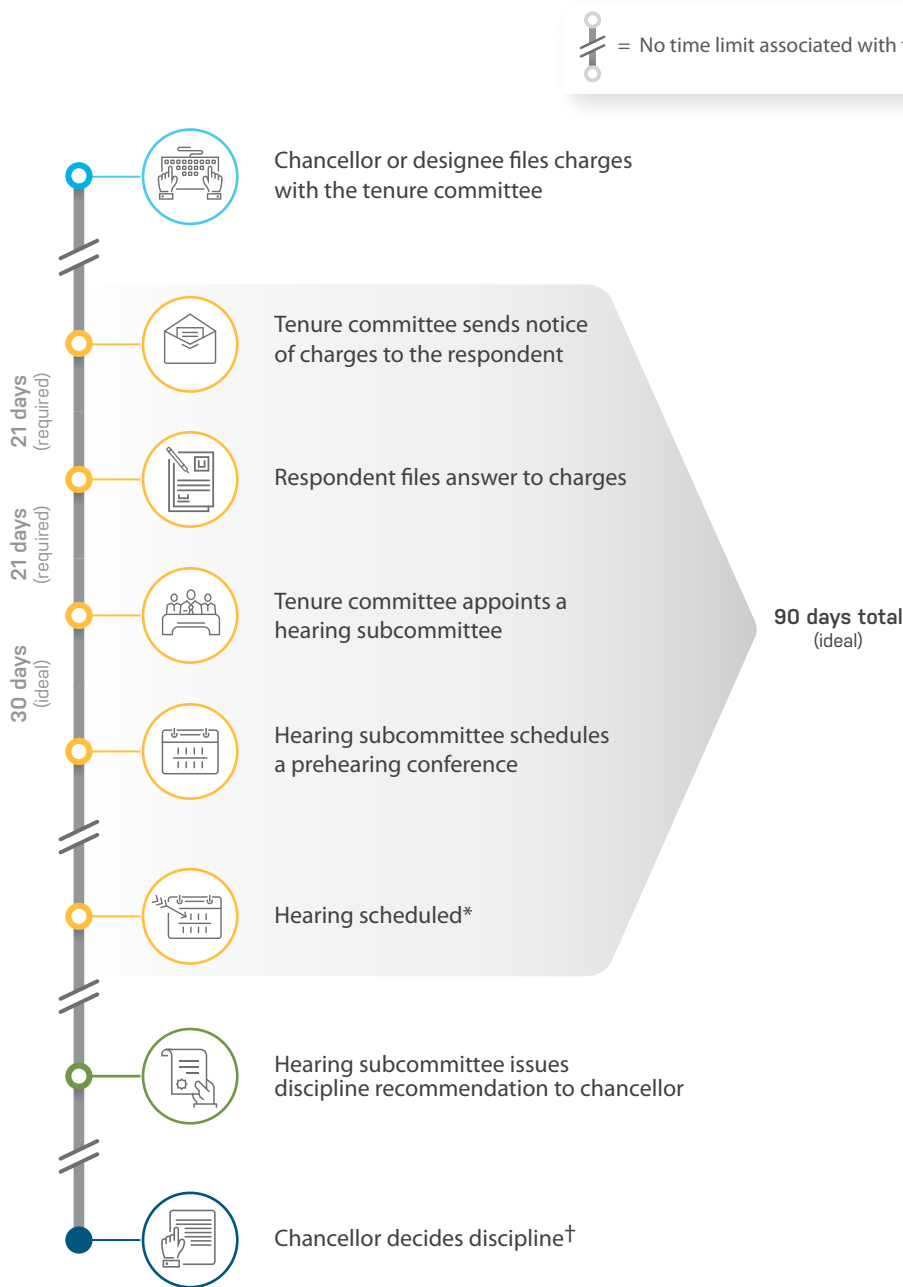 = No time limit associated with
Chancellor or designee files charges
with the tenure committee
Tenure committee sends notice
of charges to the respondent
21 days
(required)
Respondent files answer to charges
21 days
(required)
Tenure committee appoints a
hearing subcommittee
90 days total
(ideal)
30 days
(ideal)
Hearing subcommittee schedules
a prehearing conference
Hearing scheduled*
Hearing subcommittee issues
discipline recommendation to chancellor
Chancellor decides discipline†